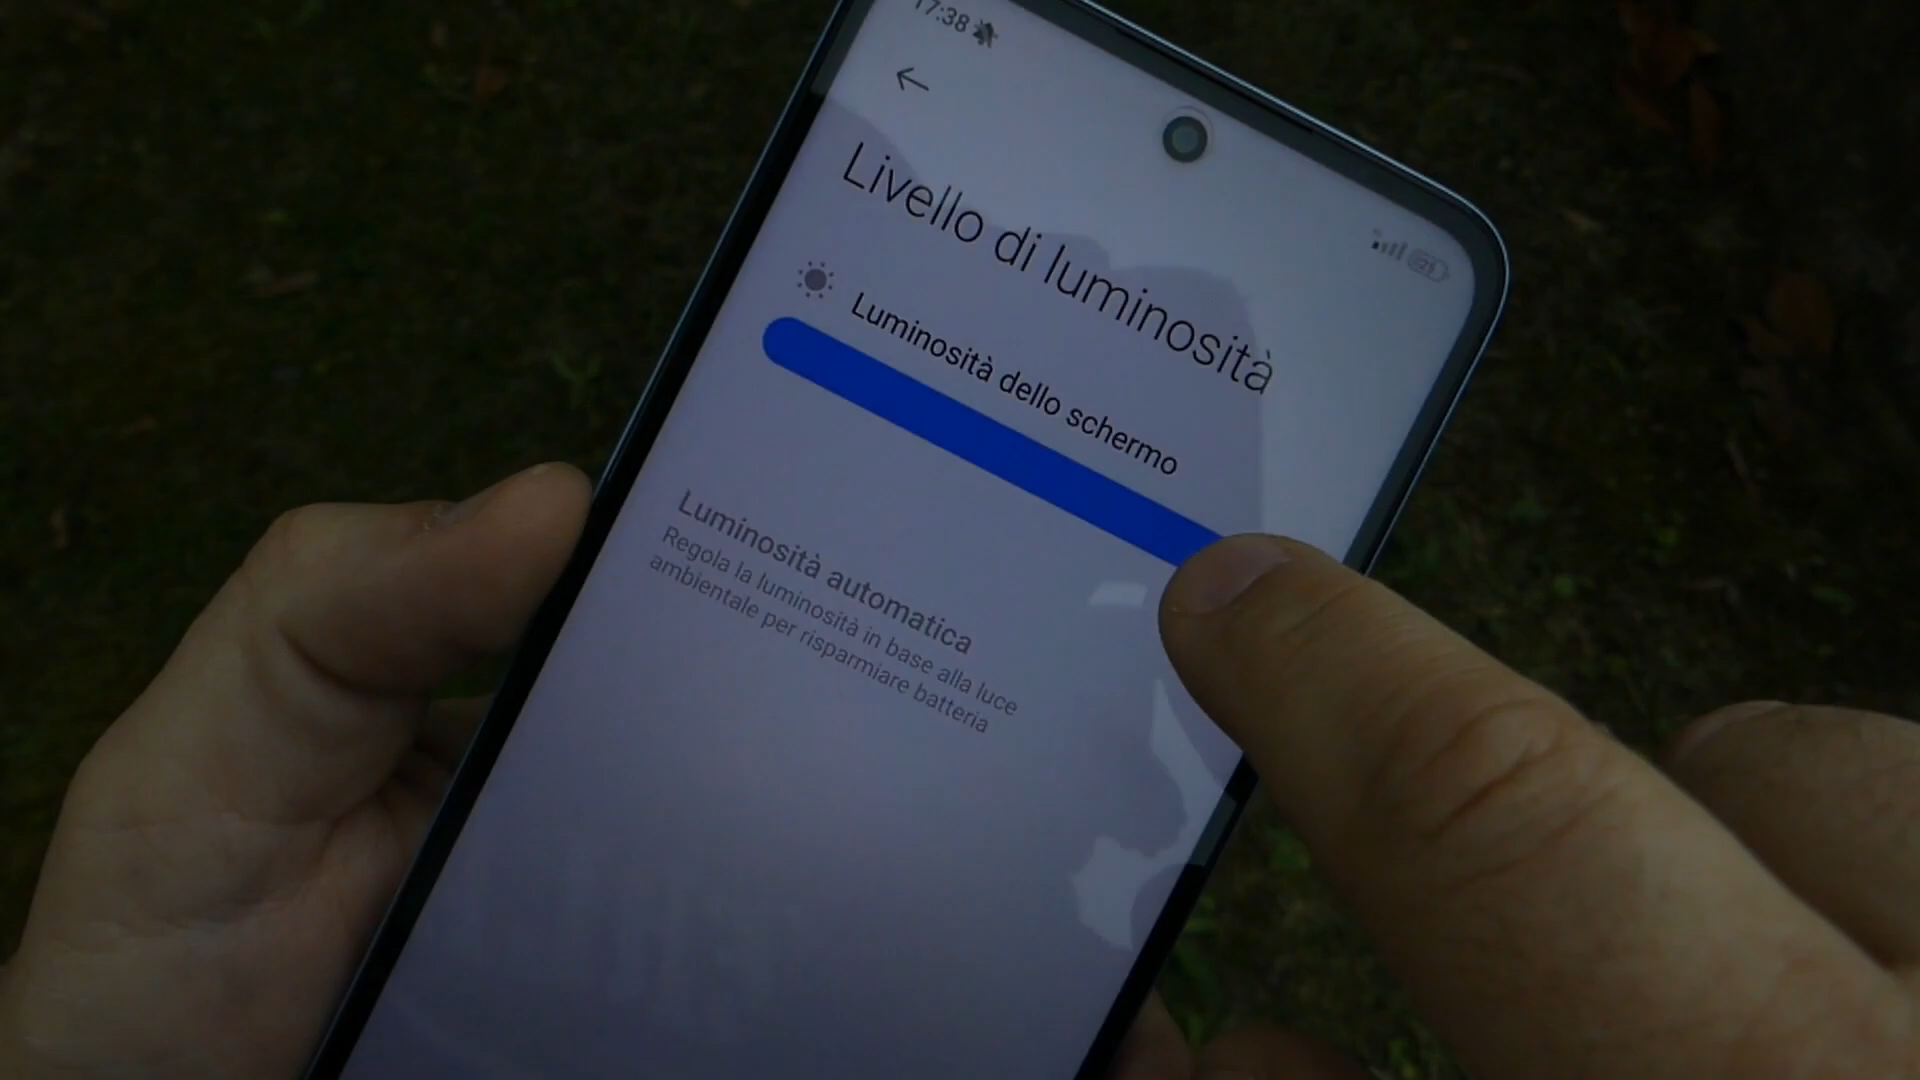 17:38
Livello di luminosità
Luminosità dello schermo
Luminosità automatica
Regola la luminosità in base alla luce
ambientale per risparmiare batteria